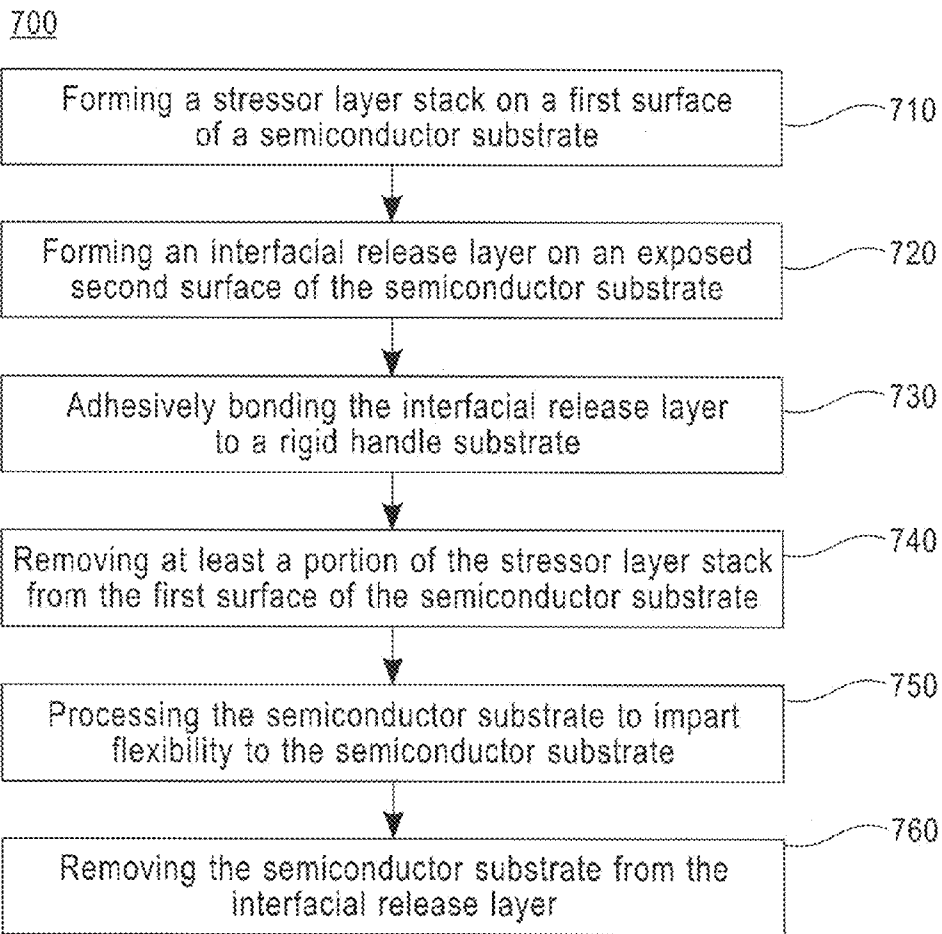 700
Forming a stressor layer stack on a first surface
of a semiconductor substrate
710
Forming an interfacial release layer on an exposed
second surface of the semiconductor substrate
720
Adhesively bonding the interfacial release layer
to a rigid handle substrate
730
Removing at least a portion of the stressor layer stack
from the first surface of the semiconductor substrate
740
Processing the semiconductor substrate to impart
flexibility to the semiconductor substrate
750
Removing the semiconductor substrate from the
interfacial release layer
760